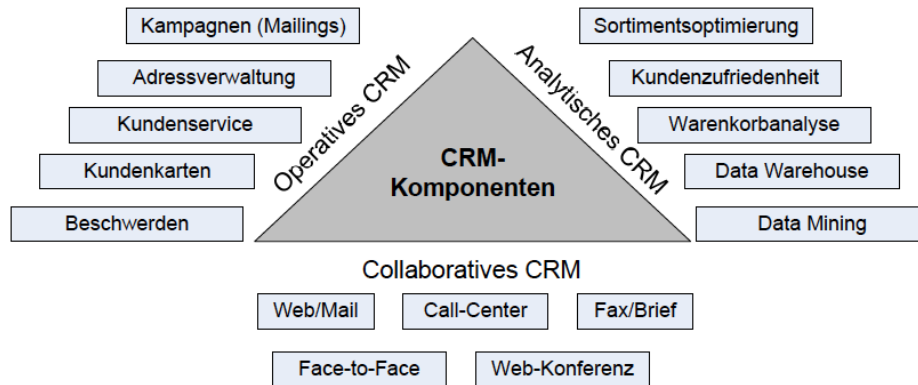 Kampagnen (Mailings)
Sortimentsoptimierung
Adressverwaltung
Kundenzufriedenheit
Kundenservice
Warenkorbanalyse
Kundenkarten
Data Warehouse
Beschwerden
Data Mining
Operatives CRM
Analytisches CRM
CRM-
Komponenten
Collaboratives CRM
Web/Mail
Call-Center
Fax/Brief
Face-to-Face
Web-Konferenz